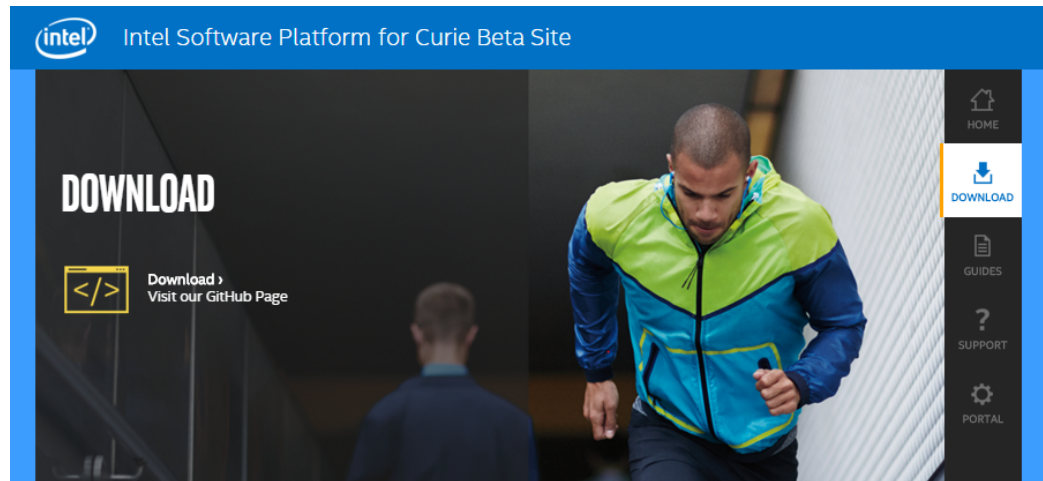 intel
Intel Software Platform for Curie Beta Site
DOWNLOAD
</>
Download ›
Visit our GitHub Page
HOME
DOWNLOAD
GUIDES
?
SUPPORT
PORTAL